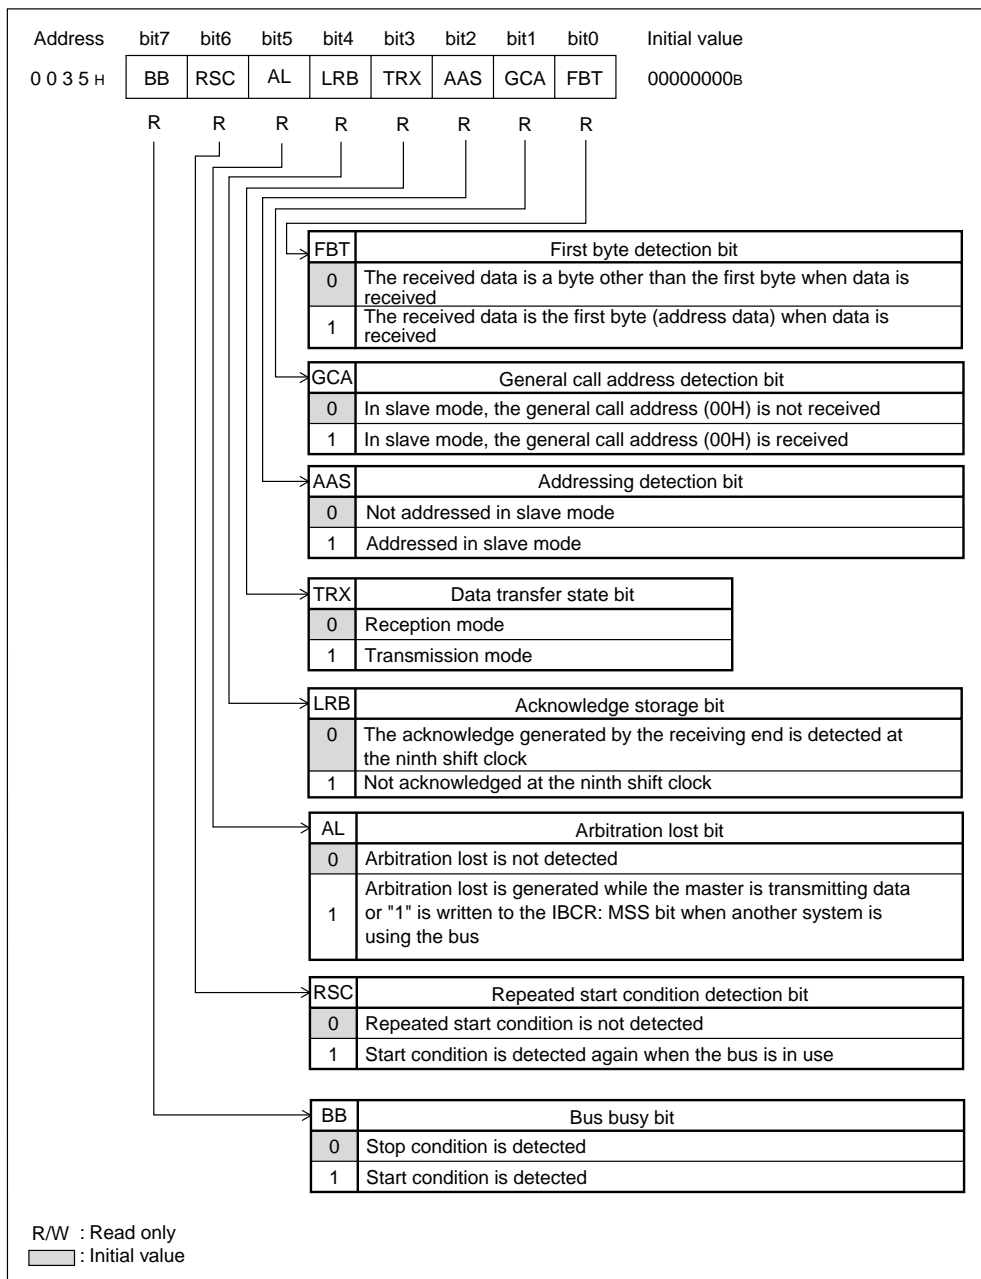 Address bit7 bit6 bit5 bit4 bit3 bit2 bit1 bit0 Initial value
0 0 3 5 H BB RSC AL LRB TRX AAS GCA FBT 00000000B
R R R R R R R R
FBT First byte detection bit
0 The received data is a byte other than the first byte when data is
received
1 The received data is the first byte (address data) when data is
received
GCA General call address detection bit
0 In slave mode, the general call address (00H) is not received
1 In slave mode, the general call address (00H) is received
AAS Addressing detection bit
0 Not addressed in slave mode
1 Addressed in slave mode
TRX Data transfer state bit
0 Reception mode
1 Transmission mode
LRB Acknowledge storage bit
0 The acknowledge generated by the receiving end is detected at
the ninth shift clock
1 Not acknowledged at the ninth shift clock
AL Arbitration lost bit
0 Arbitration lost is not detected
1 Arbitration lost is generated while the master is transmitting data
or "1" is written to the IBCR: MSS bit when another system is
using the bus
RSC Repeated start condition detection bit
0 Repeated start condition is not detected
1 Start condition is detected again when the bus is in use
BB Bus busy bit
0 Stop condition is detected
1 Start condition is detected
R/W : Read only
: Initial value